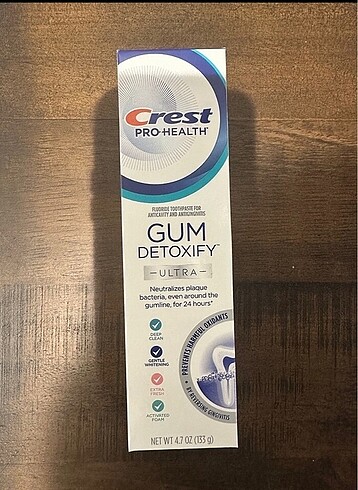 Crest
PRO-HEALTH
FLUORIDE TOOTHPASTE FOR
ANTICAVITY AND ANTIGINGIVITIS
GUM
DETOXIFY™
-ULTRA-
Neutralizes plaque
bacteria, even around the
gumline, for 24 hours*
DEEP
CLEAN
GENTLE
WHITENING
EXTRA
FRESH
ACTIVATED
FOAM
PREVENTS HARMFUL OXIDANTS
BY REVERSING GINGIVITIS
NET WT 4.7 OZ (133 g)